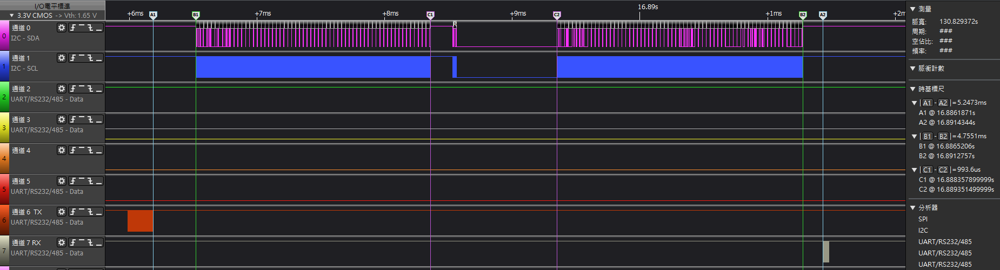 I/O電平標準
3.3V CMOS -> Vth: 1.65 V
+6ms
A1
B1
+7ms
+8ms
C1
+9ms
C2
16.89s
+1ms
B2
A2
+2m
0
通道 0
I2C - SDA
R
1
通道 1
I2C - SCL
2
通道 2
UART/RS232/485 - Data
3
通道 3
UART/RS232/485 - Data
4
通道 4
UART/RS232/485 - Data
5
通道 5
UART/RS232/485 - Data
6
通道 6 TX
UART/RS232/485 - Data
7
通道 7 RX
UART/RS232/485 - Data
測量
脈寬: 130.829372s
周期: ###
空佔比: ###
頻率: ###
脈衝計數
時基標尺
| A1 - A2 | = 5.2473ms
A1 @ 16.8861871s
A2 @ 16.8914344s
| B1 - B2 | = 4.7551ms
B1 @ 16.8865206s
B2 @ 16.8912757s
| C1 - C2 | = 993.6us
C1 @ 16.888357899999s
C2 @ 16.889351499999s
分析器
SPI
I2C
UART/RS232/485
UART/RS232/485
UART/RS232/485